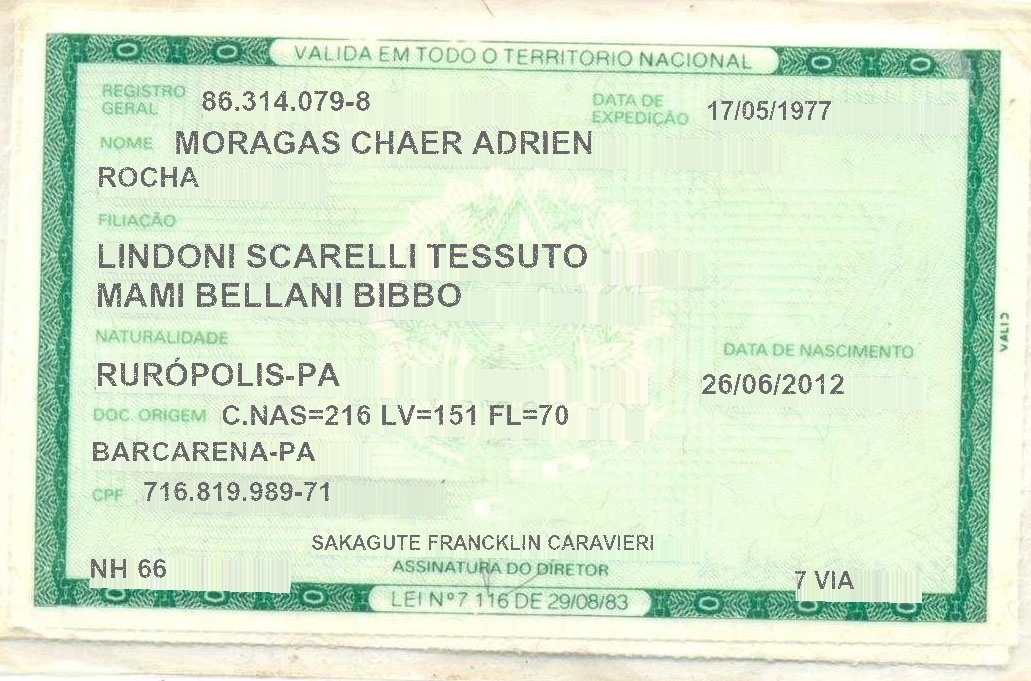 VALIDA EM TODO O TERRITORIO NACIONAL
REGISTRO GERAL 86.314.079-8 DATA DE EXPEDIÇÃO 17/05/1977
NOME MORAGAS CHAER ADRIEN
ROCHA
FILIAÇÃO
LINDONI SCARELLI TESSUTO
MAMI BELLANI BIBBO
NATURALIDADE DATA DE NASCIMENTO
RURÓPOLIS-PA 26/06/2012
DOC. ORIGEM C.NAS=216 LV=151 FL=70
BARCARENA-PA
CPF 716.819.989-71
SAKAGUTE FRANCKLIN CARAVIERI
NH 66 ASSINATURA DO DIRETOR 7 VIA
LEI Nº 7.116 DE 29/08/83
VALID